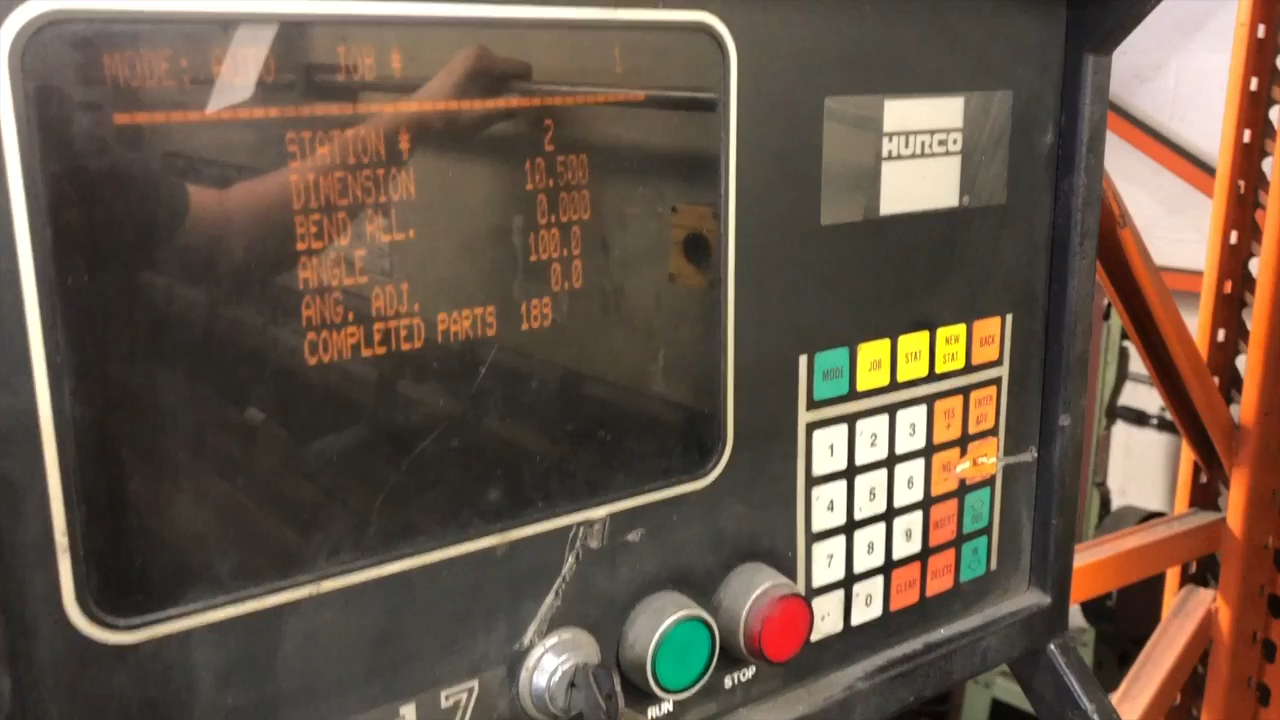 MODE: AUTO JOB # 1
STATION # 2
DIMENSION 10.500
BEND ALL. 0.000
ANGLE 100.0
ANG. ADJ. 0.0
COMPLETED PARTS 189
HURCO
MODE JOB STAT NEW STAT BACK
1 2 3 YES + ENTER ADV
4 5 6 NO -
7 8 9 INSERT
0 CLEAR DELETE
RUN STOP
17